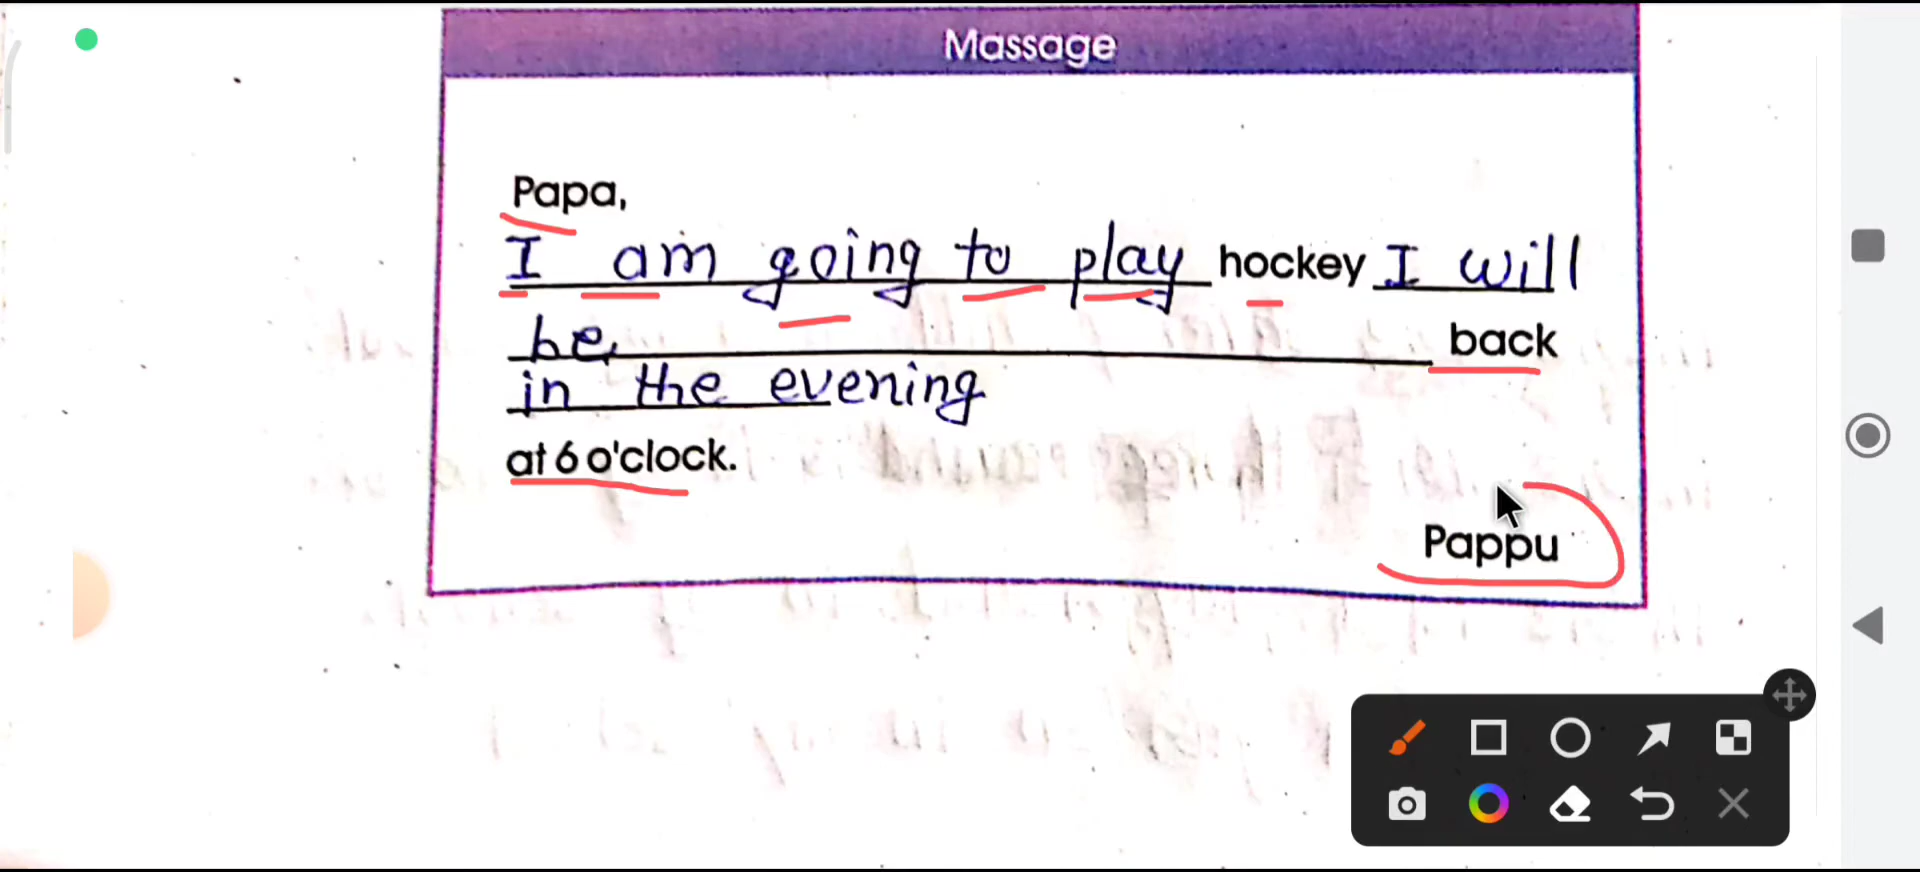 Massage
Papa,
I am going to play hockey I will
be back
in the evening
at 6 o'clock.
Pappu